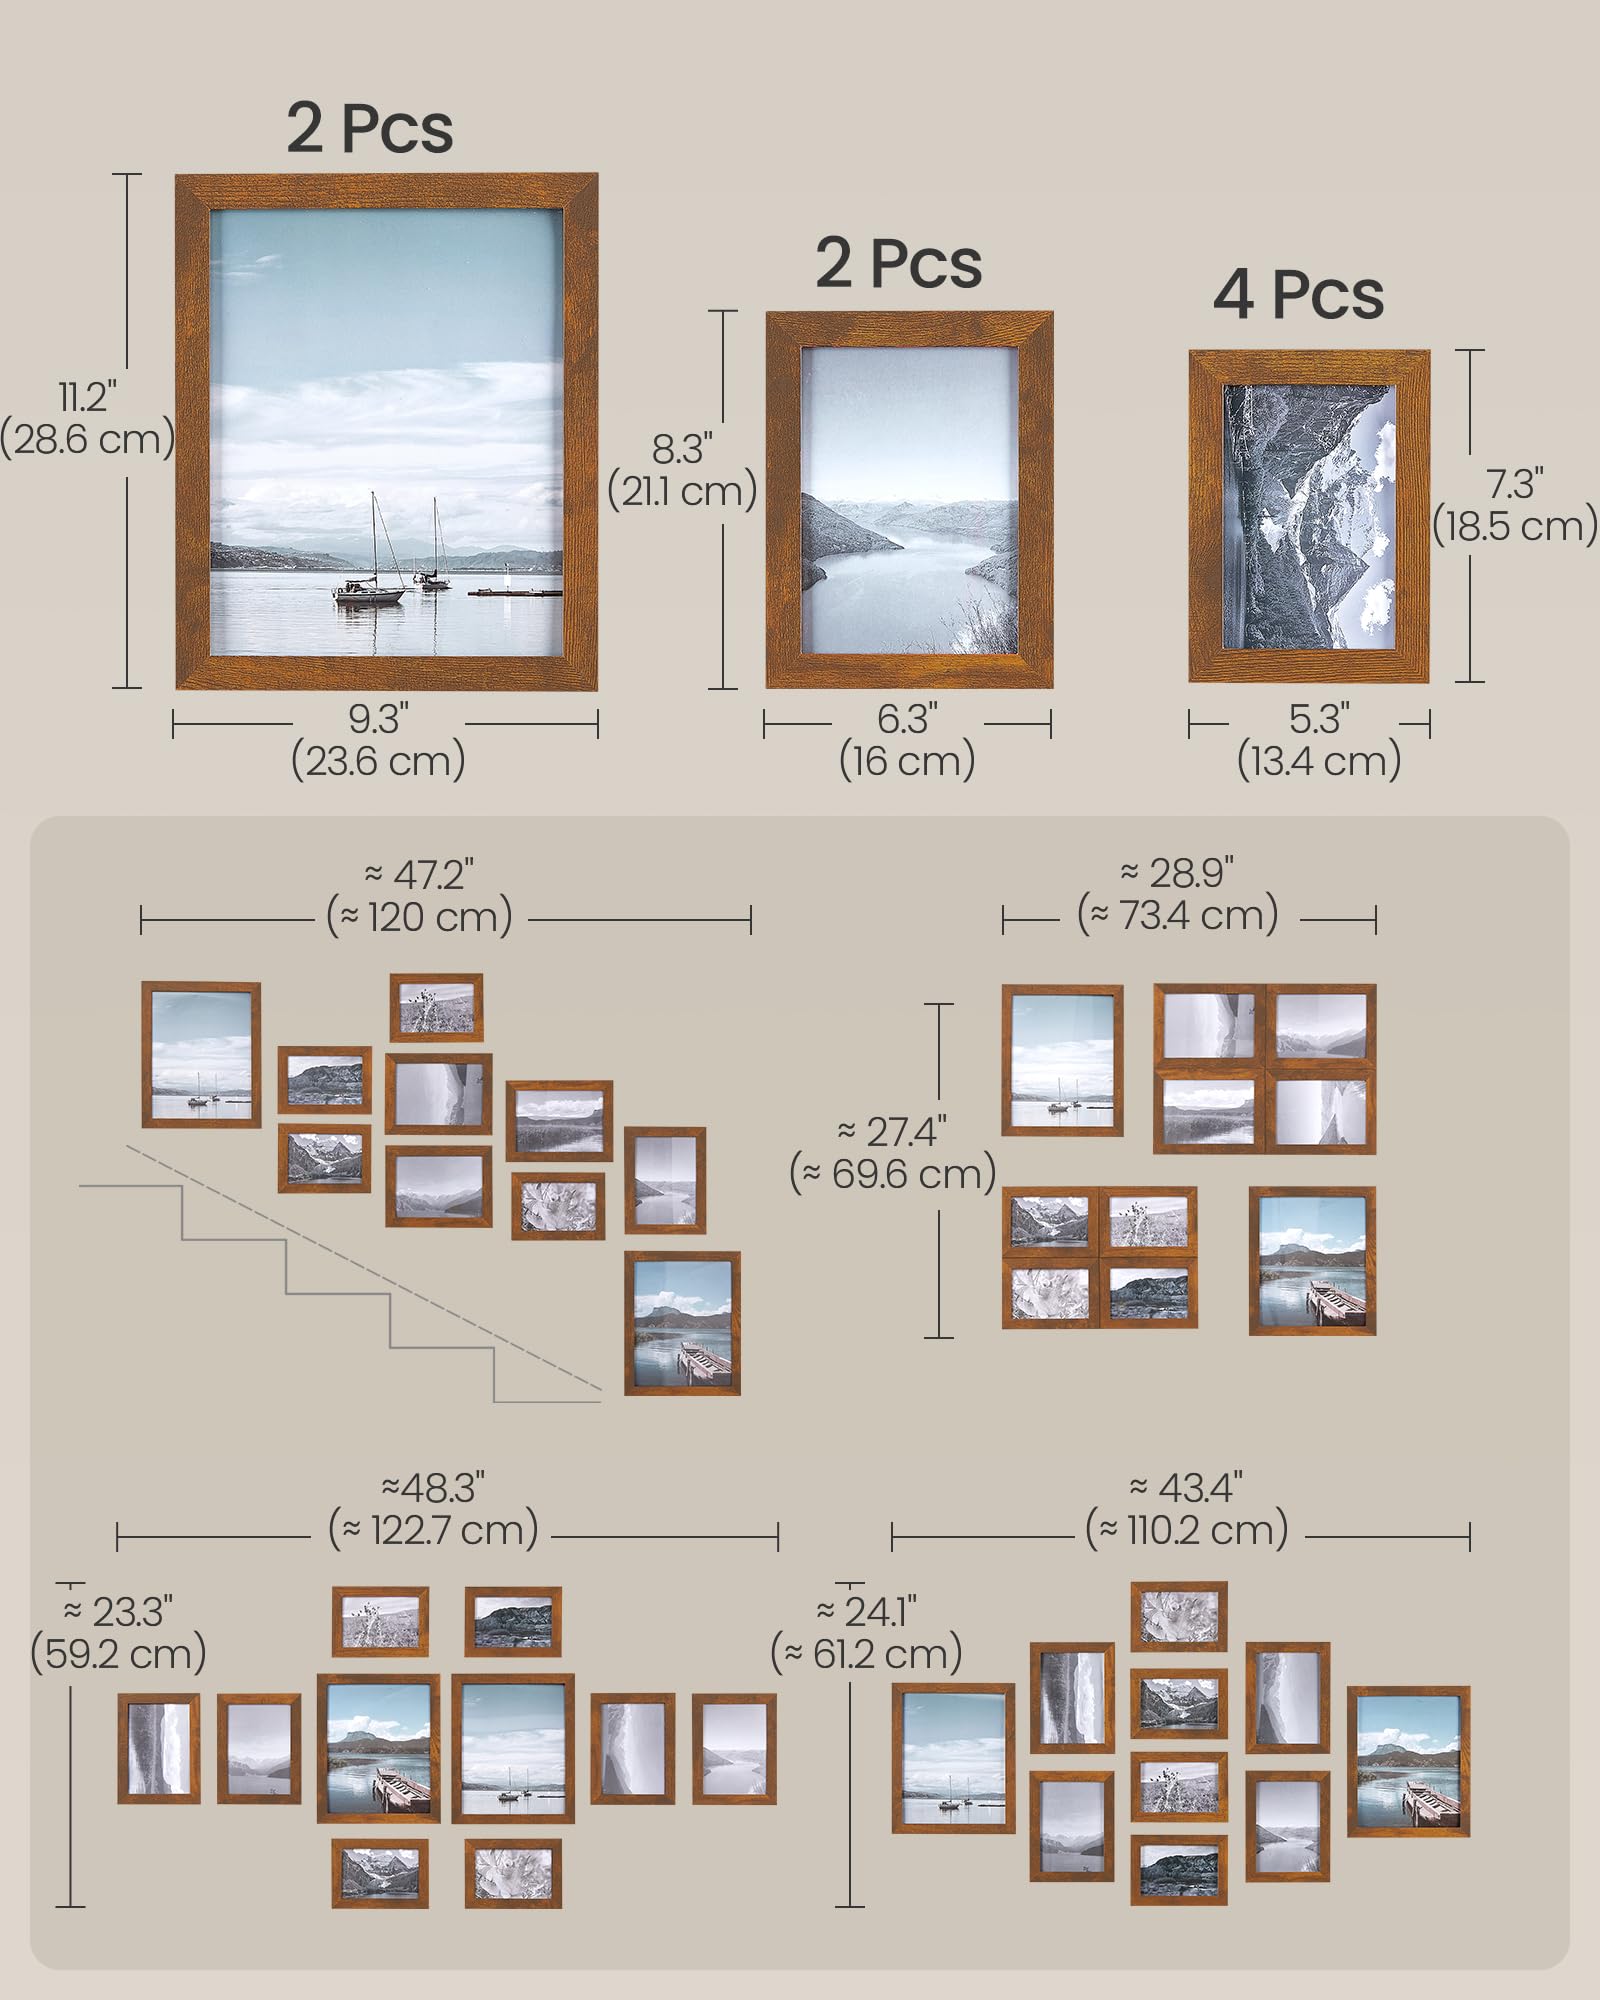 2 Pcs
2 Pcs
4 Pcs
11.2"
(28.6 cm)
8.3"
(21.1 cm)
7.3"
(18.5 cm)
9.3"
(23.6 cm)
6.3"
(16 cm)
5.3"
(13.4 cm)
≈ 47.2"
(≈ 120 cm)
≈ 28.9"
(≈ 73.4 cm)
≈ 27.4"
(≈ 69.6 cm)
≈48.3"
(≈ 122.7 cm)
≈ 43.4"
(≈ 110.2 cm)
≈ 23.3"
(59.2 cm)
≈ 24.1"
(≈ 61.2 cm)